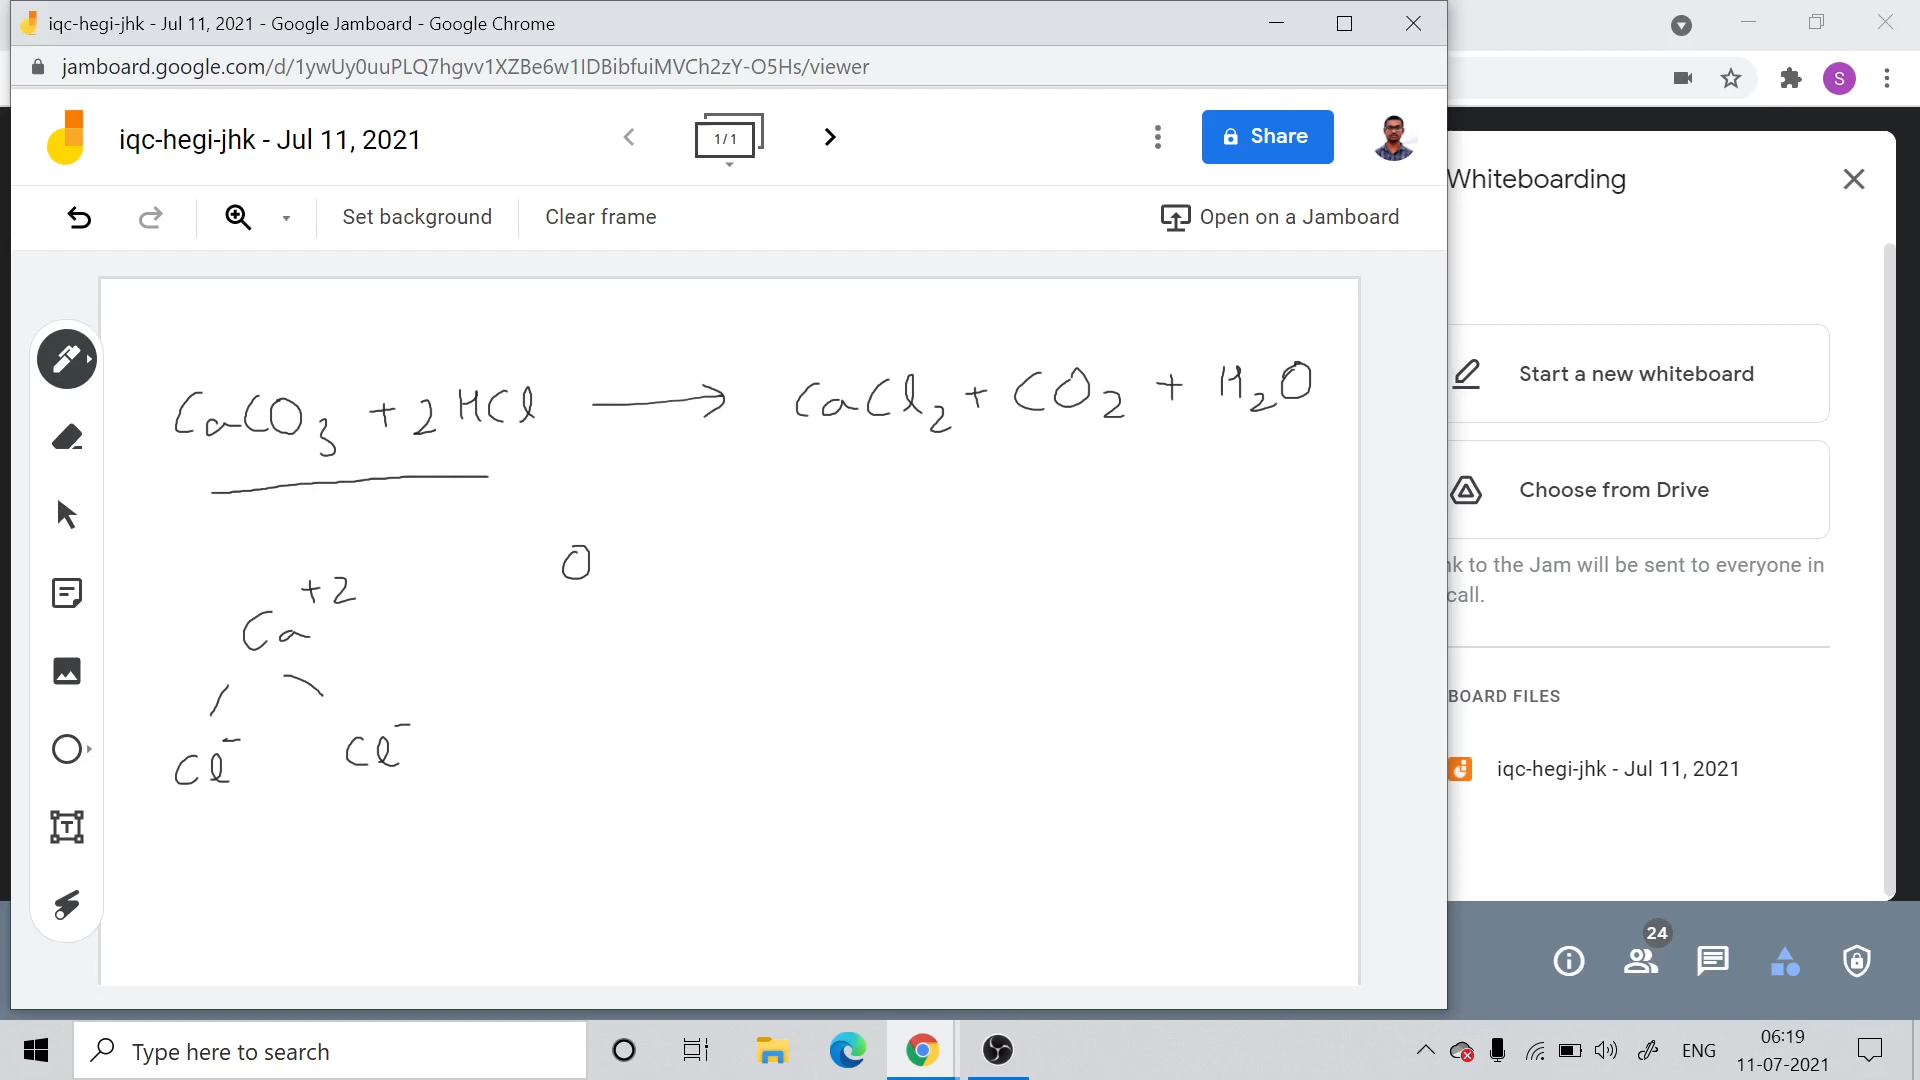 iqc-hegi-jhk - Jul 11, 2021 - Google Jamboard - Google Chrome
jamboard.google.com/d/1ywUy0uuPLQ7hgvv1XZBe6w1IDBibfuiMVCh2zY-O5Hs/viewer
S
iqc-hegi-jhk - Jul 11, 2021
1/1
Share
Whiteboarding
Set background
Clear frame
Open on a Jamboard
CaCO₃ + 2 HCl ⟶ CaCl₂ + CO₂ + H₂O
Start a new whiteboard
Choose from Drive
nk to the Jam will be sent to everyone in
call.
O
Ca⁺²
Cl⁻ Cl⁻
BOARD FILES
iqc-hegi-jhk - Jul 11, 2021
24
Type here to search
ENG
06:19
11-07-2021